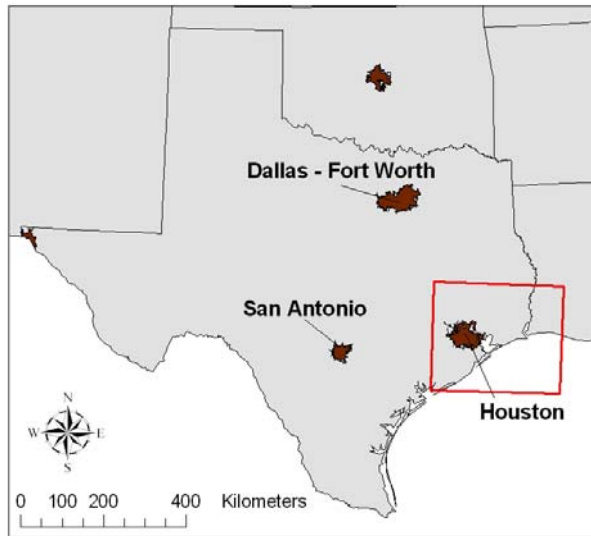 Dallas - Fort Worth
San Antonio
Houston
N
W E
S
0 100 200 400 Kilometers